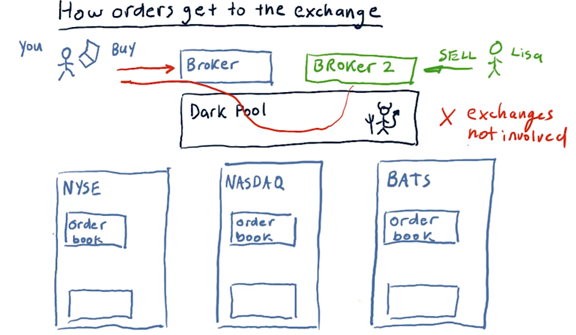 How orders get to the exchange
You
Buy
Broker
BRoker 2
SELL
Lisa
Dark Pool
X exchanges
not involved
NYSE
order
book
NASDAQ
order
book
BATS
order
book